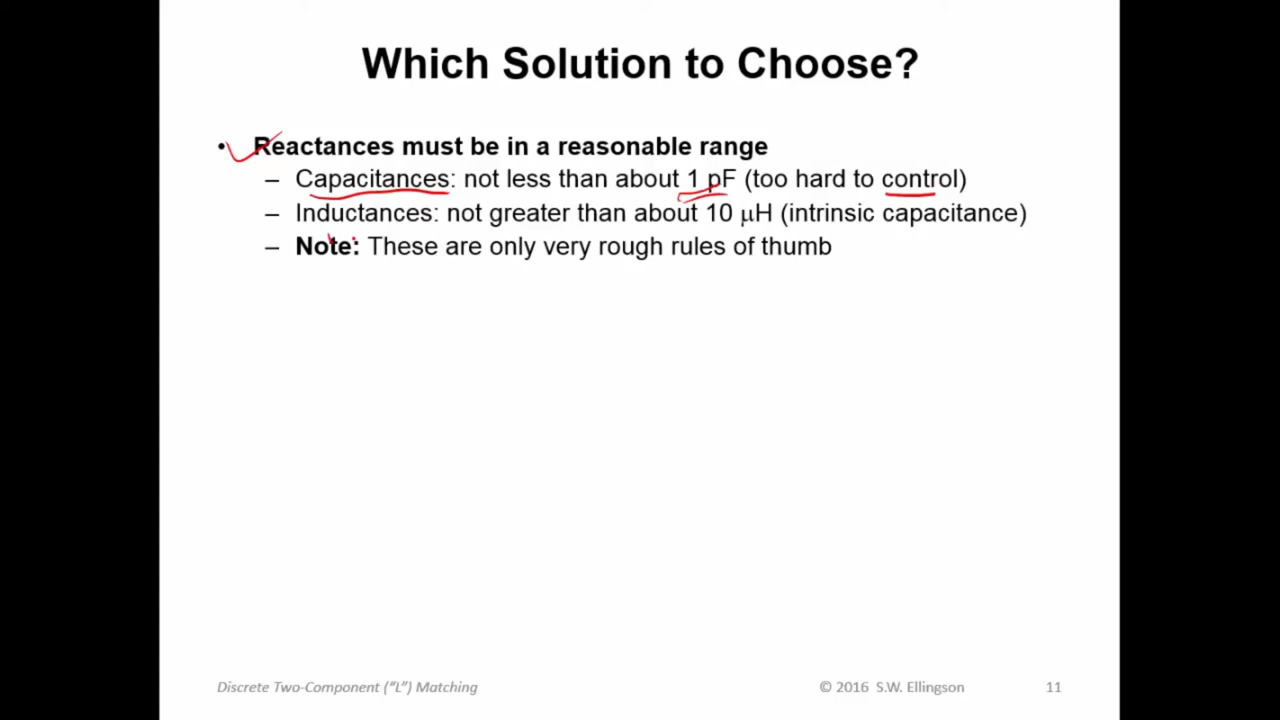 Which Solution to Choose?
• Reactances must be in a reasonable range
– Capacitances: not less than about 1 pF (too hard to control)
– Inductances: not greater than about 10 μH (intrinsic capacitance)
– Note: These are only very rough rules of thumb
Discrete Two-Component ("L") Matching © 2016 S.W. Ellingson 11